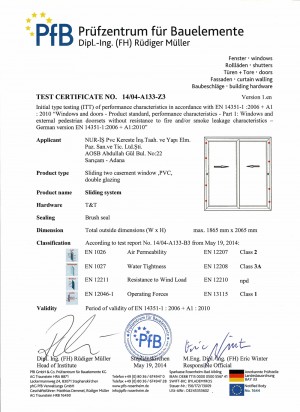 PfB Prüfzentrum für Bauelemente
Dipl.-Ing. (FH) Rüdiger Müller
Fenster · windows
Rollläden · shutters
Türen + Tore · doors
Fassaden · curtain walling
Baubeschläge · building hardware
TEST CERTIFICATE NO. 14/04-A133-Z3 Version 1.en
Initial type testing (ITT) of performance characteristics in accordance with EN 14351-1:2006 + A1
: 2010 "Windows and doors - Product standard, performance characteristics - Part 1: Windows and
external pedestrian doorsets without resistance to fire and/or smoke leakage characteristics –
German version EN 14351-1:2006 + A1:2010"
Applicant NUR-İŞ Pvc Kereste İnş.Taah. ve Yapı Elm.
Paz. San.ve Tic. Ltd.Şti.
AOSB Abdullah Gül Bul. No:22
Sarıçam - Adana
Product type Sliding two casement window ,PVC,
double glazing
Product name Sliding system
Hardware T&T
Sealing Brush seal
Dimension Total outside dimensions (W x H) max. 1865 mm x 2065 mm
Classification According to test report No. 14/04-A133-B3 from May 19, 2014:
EN 1026 Air Permeability EN 12207 Class 2
EN 1027 Water Tightness EN 12208 Class 3A
EN 12211 Resistance to Wind Load EN 12210 npd
EN 12046-1 Operating Forces EN 13115 Class 1
Validity Period of validity of EN 14351-1 : 2006 + A1 : 2010
Dipl. Ing. (FH) Rüdiger Müller
Head of Institute
Stephanskirchen
May 19, 2014
M.Eng. Dipl. Ing. (FH) Eric Winter
Responsible Official